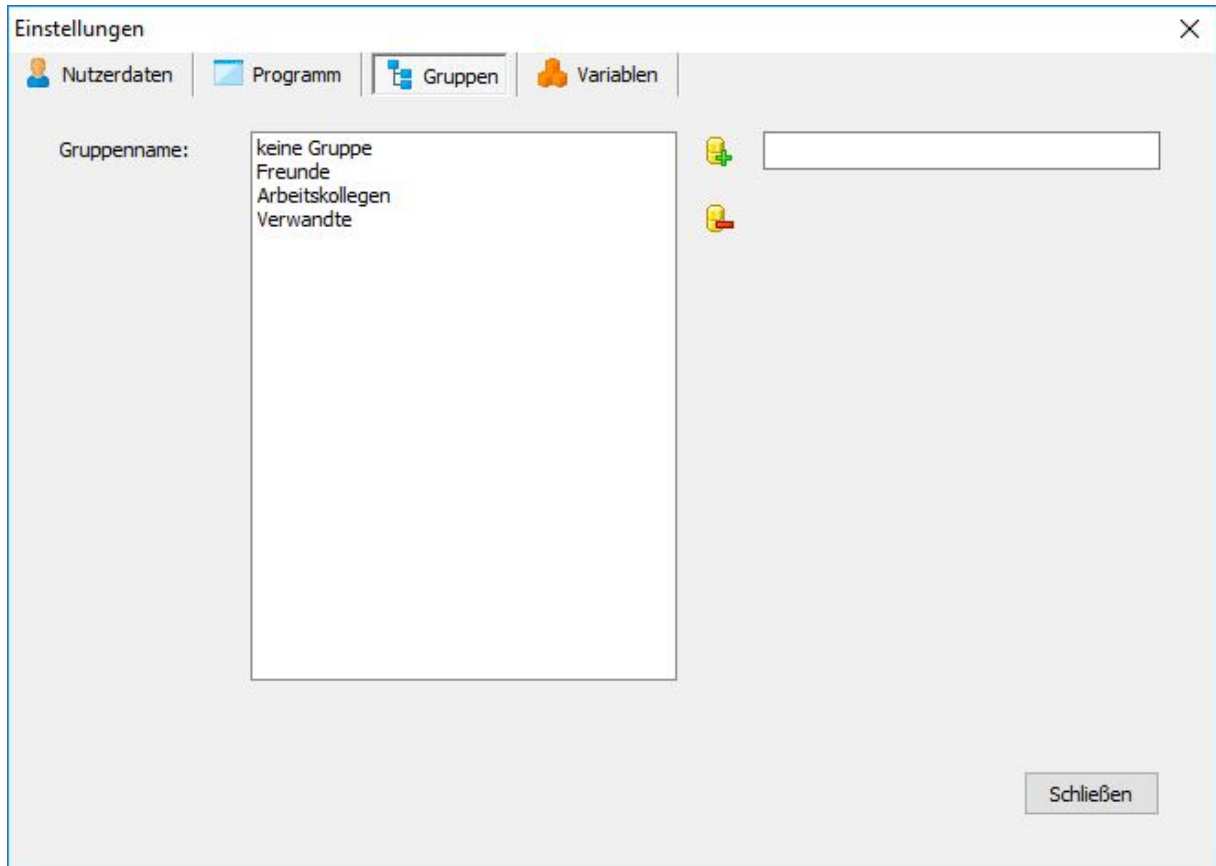 Einstellungen
Nutzerdaten Programm Gruppen Variablen
Gruppenname:
keine Gruppe
Freunde
Arbeitskollegen
Verwandte
Schließen